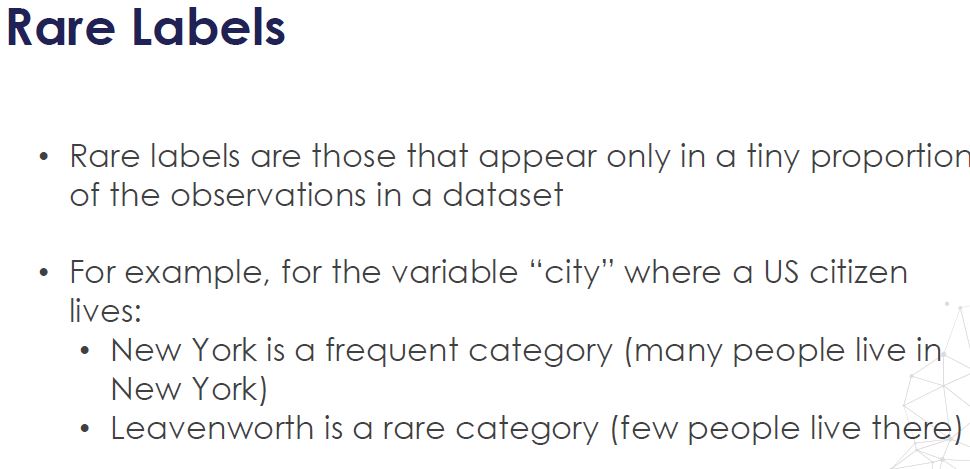 Rare Labels
• Rare labels are those that appear only in a tiny proportion
of the observations in a dataset
• For example, for the variable “city” where a US citizen
lives:
• New York is a frequent category (many people live in
New York)
• Leavenworth is a rare category (few people live there)